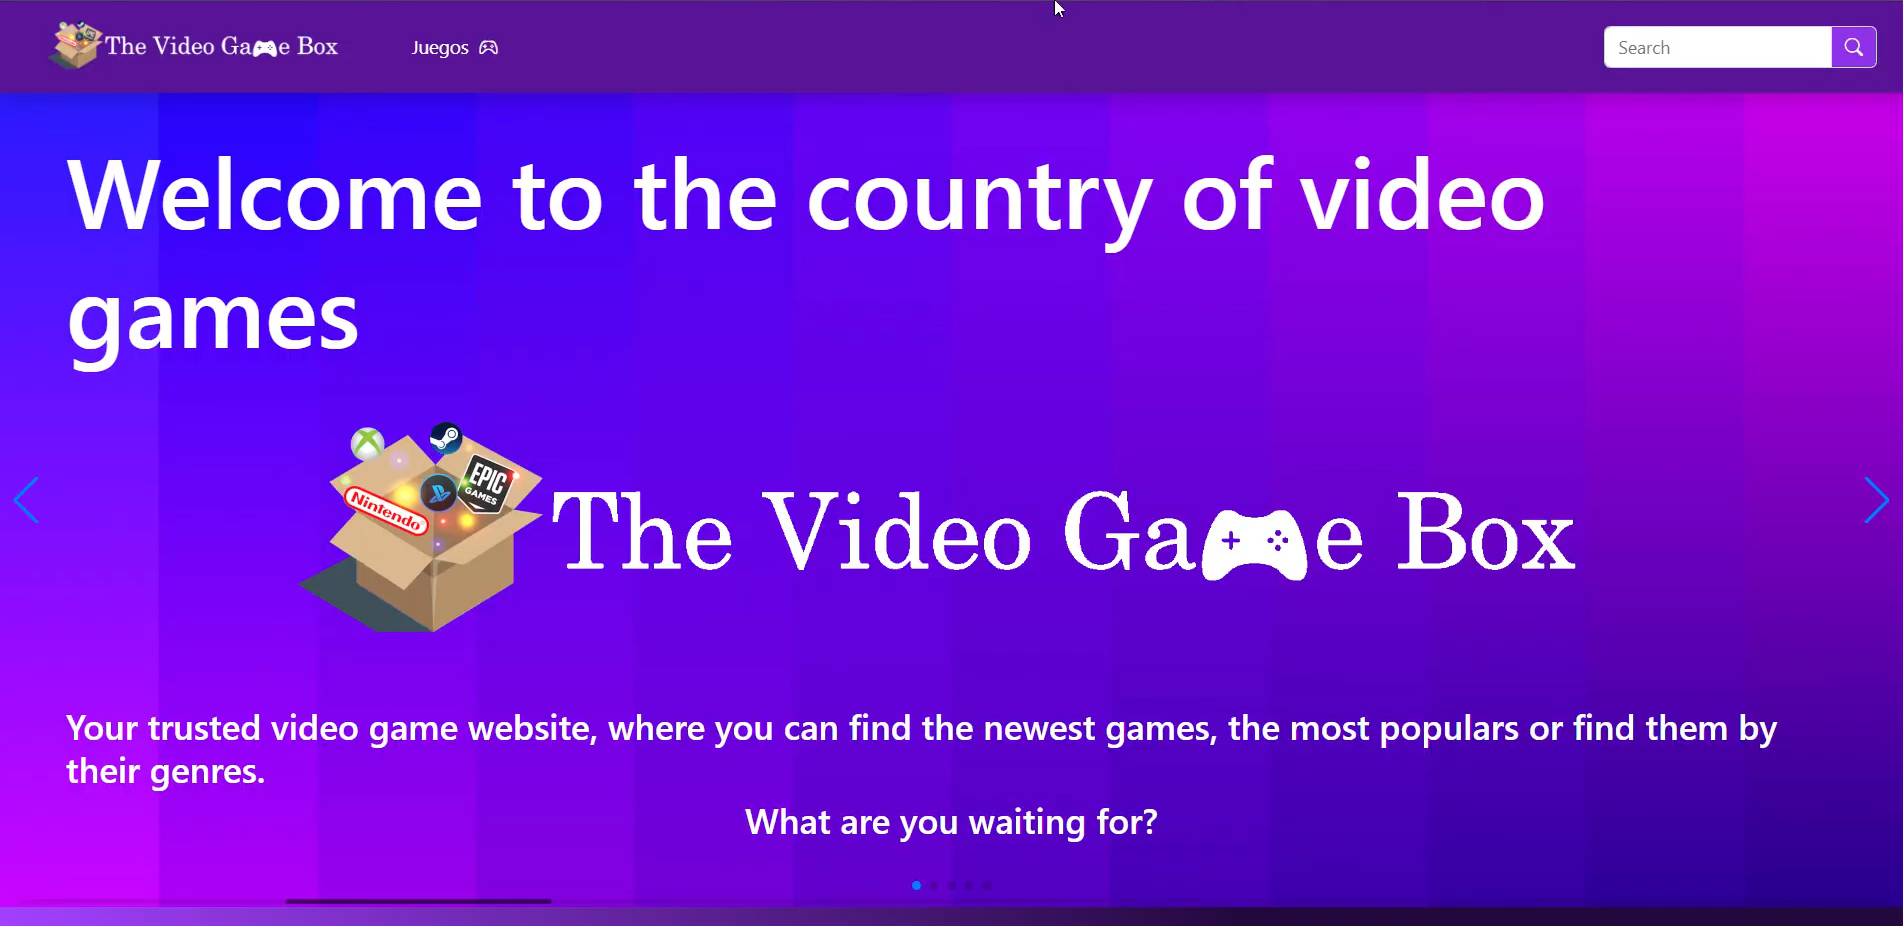 The Video Game Box
Juegos
Search
Welcome to the country of video
games
Nintendo
EPIC
GAMES
The Video Game Box
Your trusted video game website, where you can find the newest games, the most populars or find them by
their genres.
What are you waiting for?